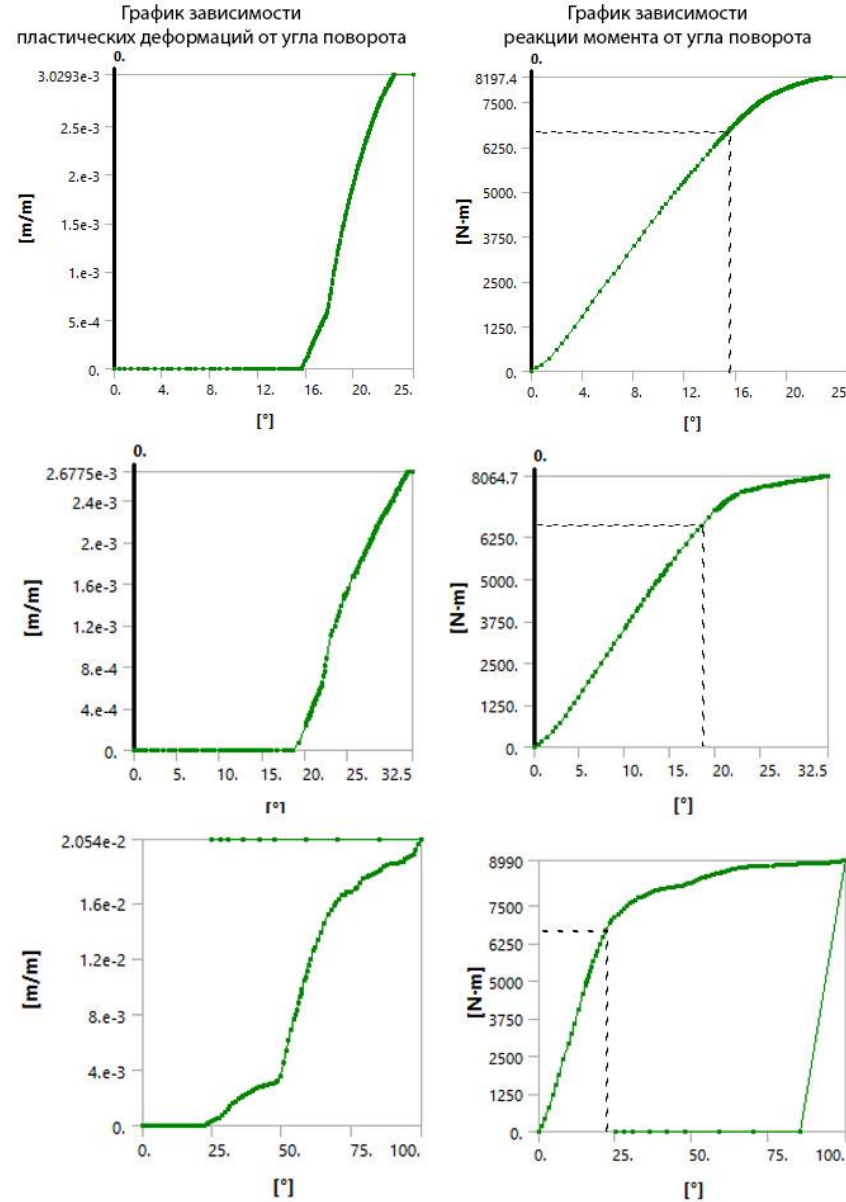 График зависимости
пластических деформаций от угла поворота
График зависимости
реакции момента от угла поворота
0.
3.0293e-3
2.5e-3
2.e-3
1.5e-3
1.e-3
5.e-4
0.
[m/m]
0. 4. 8. 12. 16. 20. 25.
[°]
0.
8197.4
7500.
6250.
5000.
3750.
2500.
1250.
0.
[N·m]
0. 4. 8. 12. 16. 20. 25
[°]
0.
2.6775e-3
2.4e-3
2.e-3
1.6e-3
1.2e-3
8.e-4
4.e-4
0.
[m/m]
0. 5. 10. 15. 20. 25. 32.5
[°]
0.
8064.7
6250.
5000.
3750.
2500.
1250.
0.
[N·m]
0. 5. 10. 15. 20. 25. 32.5
[°]
2.054e-2
1.6e-2
1.2e-2
8.e-3
4.e-3
0.
[m/m]
0. 25. 50. 75. 100.
[°]
8990
7500
6250
5000
3750
2500
1250
0.
[N·m]
0. 25. 50. 75. 100.
[°]